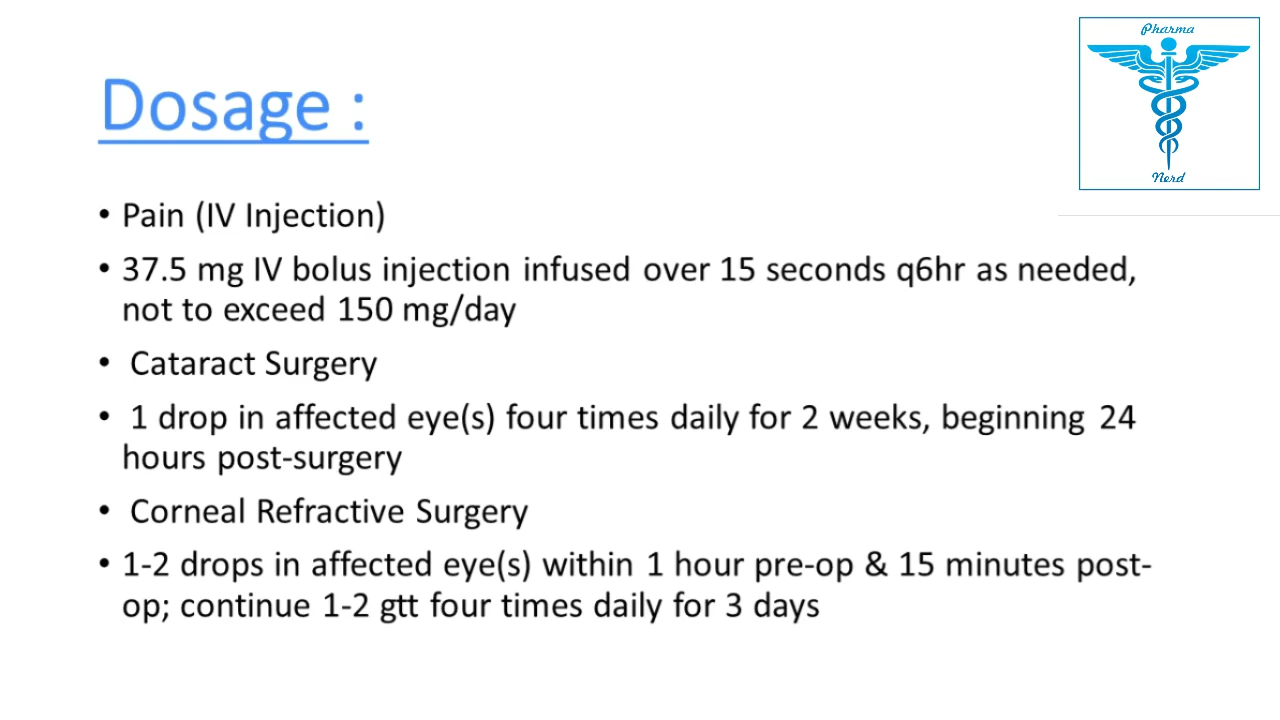 Pharma
Nerd
Dosage :
• Pain (IV Injection)
• 37.5 mg IV bolus injection infused over 15 seconds q6hr as needed,
not to exceed 150 mg/day
• Cataract Surgery
• 1 drop in affected eye(s) four times daily for 2 weeks, beginning 24
hours post-surgery
• Corneal Refractive Surgery
• 1-2 drops in affected eye(s) within 1 hour pre-op & 15 minutes post-
op; continue 1-2 gtt four times daily for 3 days